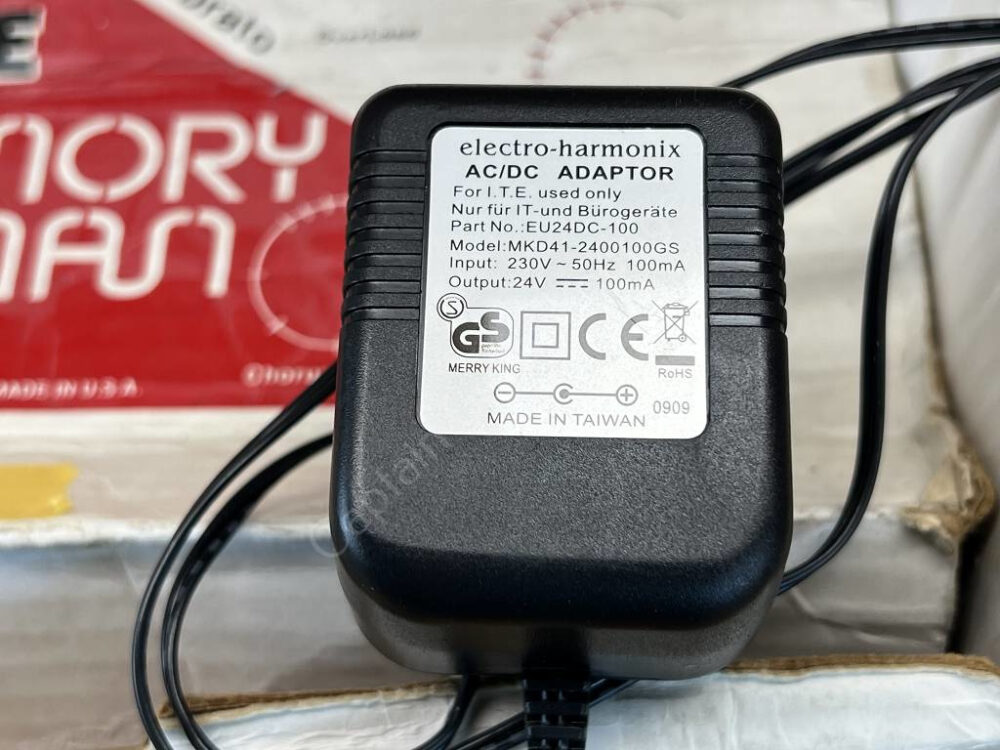 E
MORY
MAN
MADE IN U.S.A.
electro-harmonix
AC/DC ADAPTOR
For I.T.E. used only
Nur für IT-und Bürogeräte
Part No.:EU24DC-100
Model:MKD41-2400100GS
Input: 230V ~ 50Hz 100mA
Output:24V ⎓ 100mA
S
GS
CE
MERRY KING
RoHS
MADE IN TAIWAN
0909